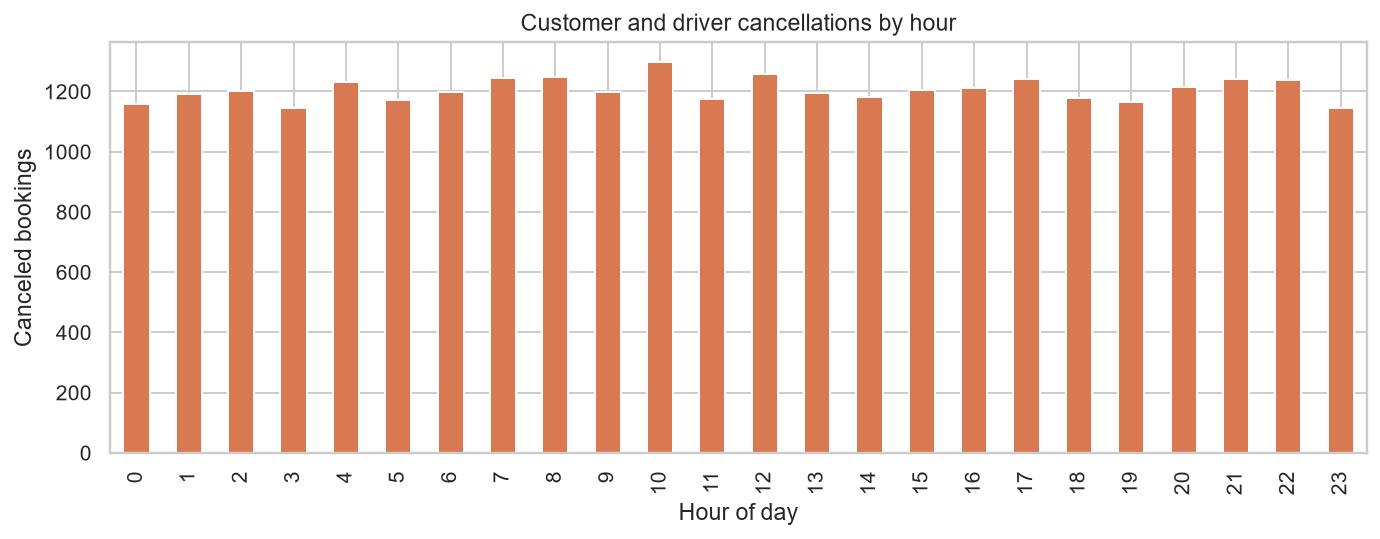 Customer and driver cancellations by hour
Canceled bookings
1200
1000
800
600
400
200
0
0 1 2 3 4 5 6 7 8 9 10 11 12 13 14 15 16 17 18 19 20 21 22 23
Hour of day